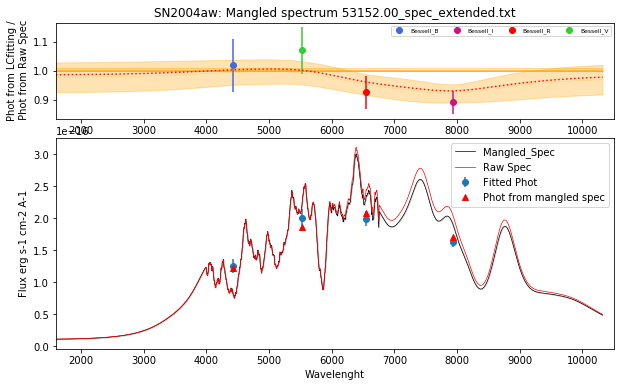 SN2004aw: Mangled spectrum 53152.00_spec_extended.txt
Phot from LCfitting /
Phot from Raw Spec
1.1
1.0
0.9
Bessell_B
Bessell_I
Bessell_R
Bessell_V
2000 3000 4000 5000 6000 7000 8000 9000 10000
1e−16
Flux erg s-1 cm-2 A-1
3.0
2.5
2.0
1.5
1.0
0.5
0.0
Mangled_Spec
Raw Spec
Fitted Phot
Phot from mangled spec
2000 3000 4000 5000 6000 7000 8000 9000 10000
Wavelenght